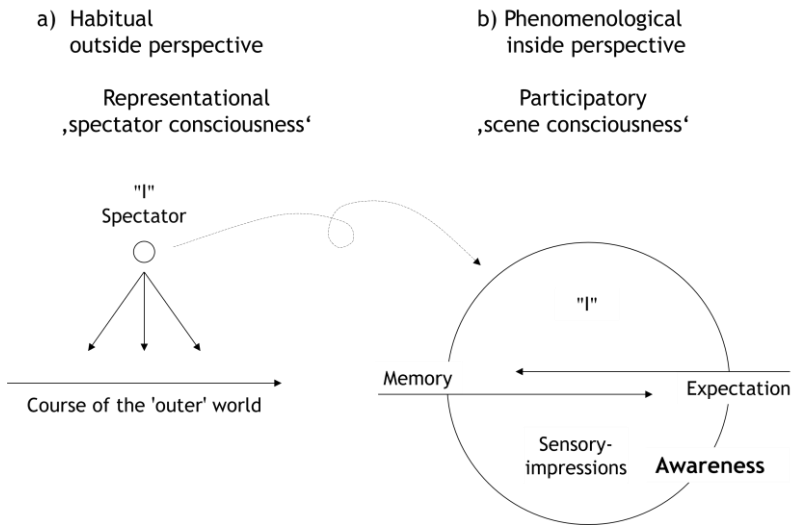 a) Habitual
outside perspective
Representational
‚spectator consciousness‘
"I"
Spectator
Course of the 'outer' world
b) Phenomenological
inside perspective
Participatory
‚scene consciousness‘
"I"
Memory
Expectation
Sensory-
impressions
Awareness